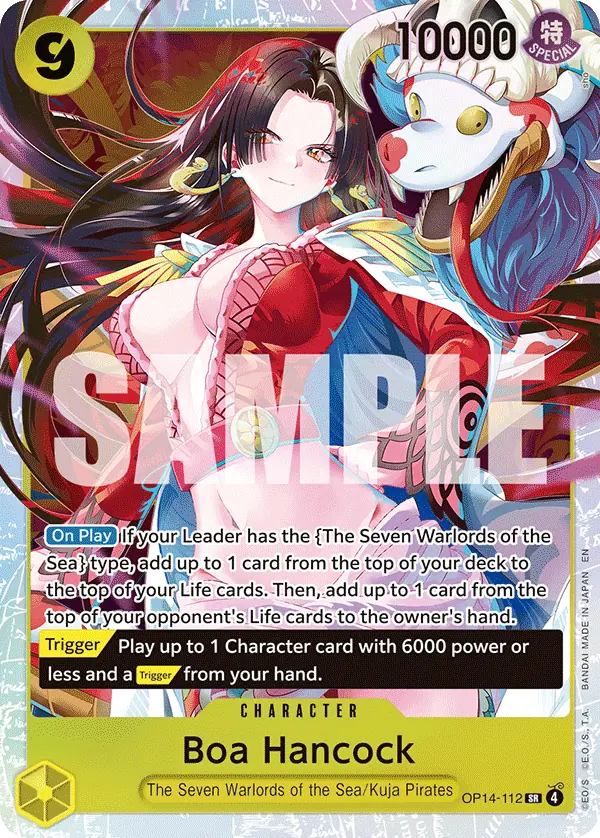 9
10000
特
SPECIAL
sho
SAMPLE
On Play If your Leader has the {The Seven Warlords of the
Sea} type, add up to 1 card from the top of your deck to
the top of your Life cards. Then, add up to 1 card from the
top of your opponent's Life cards to the owner's hand.
Trigger Play up to 1 Character card with 6000 power or
less and a Trigger from your hand.
CHARACTER
Boa Hancock
The Seven Warlords of the Sea/Kuja Pirates
OP14-112 SR 4
©E/S ©E.O./S, T.A. BANDAI MADE IN JAPAN EN